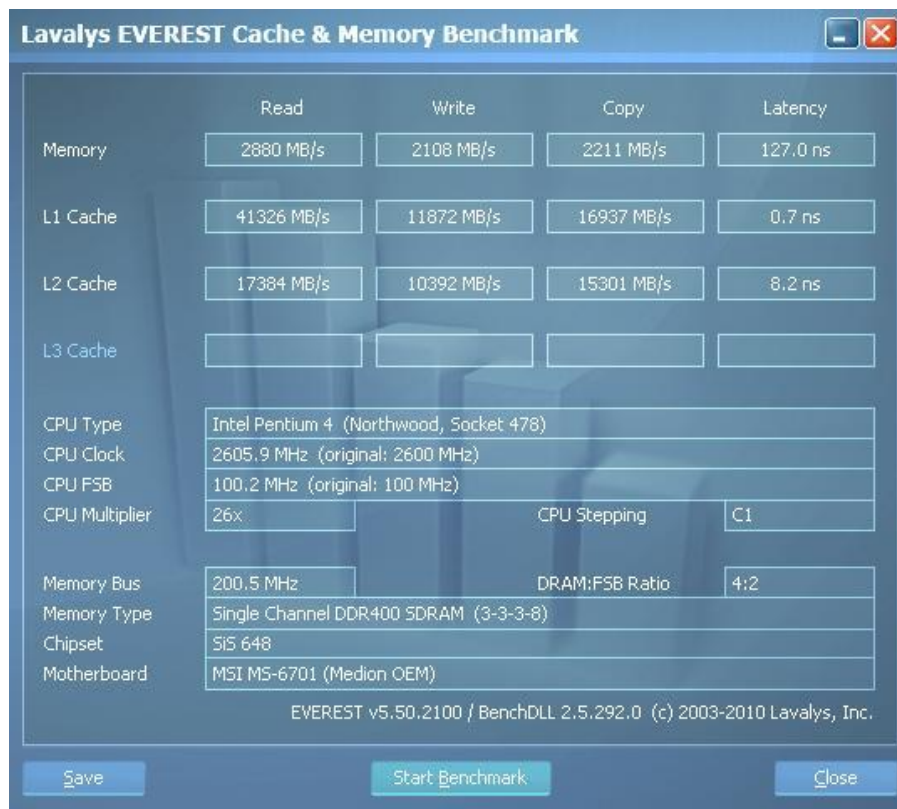 Lavalys EVEREST Cache & Memory Benchmark
Read Write Copy Latency
Memory 2880 MB/s 2108 MB/s 2211 MB/s 127.0 ns
L1 Cache 41326 MB/s 11872 MB/s 16937 MB/s 0.7 ns
L2 Cache 17384 MB/s 10392 MB/s 15301 MB/s 8.2 ns
L3 Cache
CPU Type Intel Pentium 4 (Northwood, Socket 478)
CPU Clock 2605.9 MHz (original: 2600 MHz)
CPU FSB 100.2 MHz (original: 100 MHz)
CPU Multiplier 26x CPU Stepping C1
Memory Bus 200.5 MHz DRAM:FSB Ratio 4:2
Memory Type Single Channel DDR400 SDRAM (3-3-3-8)
Chipset SiS 648
Motherboard MSI MS-6701 (Medion OEM)
EVEREST v5.50.2100 / BenchDLL 2.5.292.0 (c) 2003-2010 Lavalys, Inc.
Save Start Benchmark Close